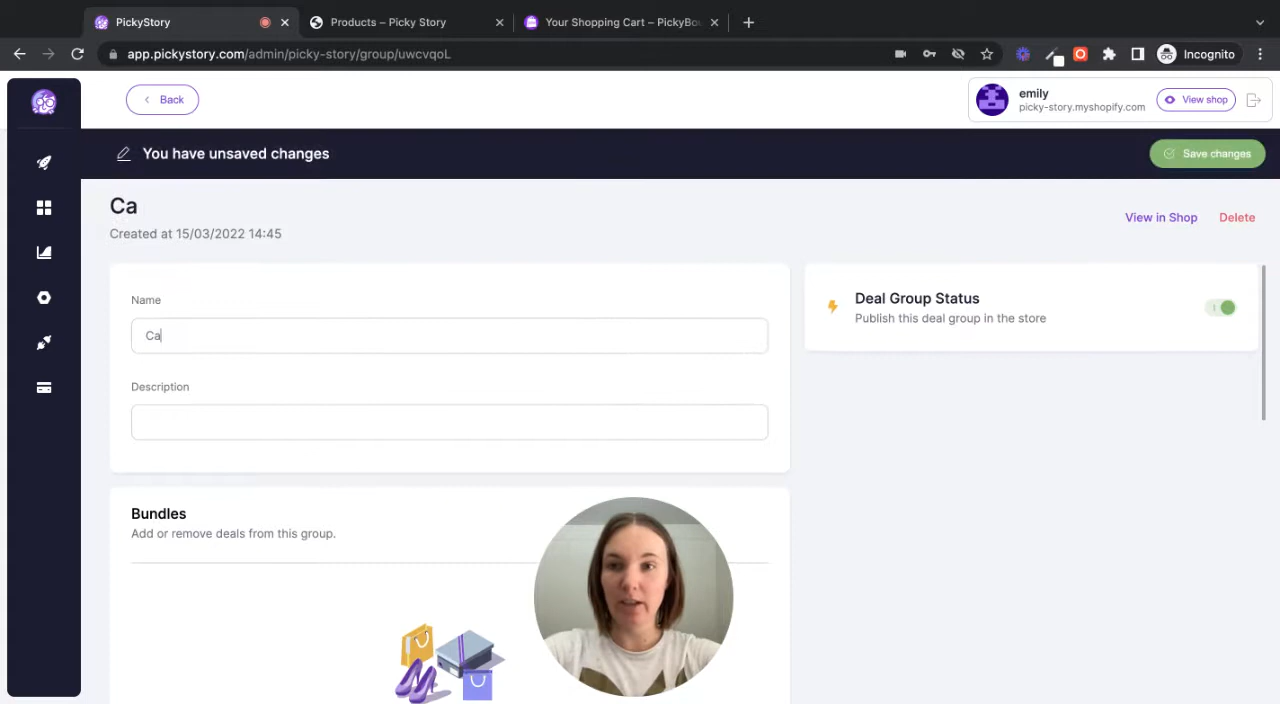 PickyStory
Products – Picky Story
Your Shopping Cart – PickyBou
app.pickystory.com/admin/picky-story/group/uwcvqoL
Incognito
Back
emily
picky-story.myshopify.com
View shop
You have unsaved changes
Save changes
Ca
Created at 15/03/2022 14:45
View in Shop
Delete
Name
Ca
Description
Deal Group Status
Publish this deal group in the store
Bundles
Add or remove deals from this group.